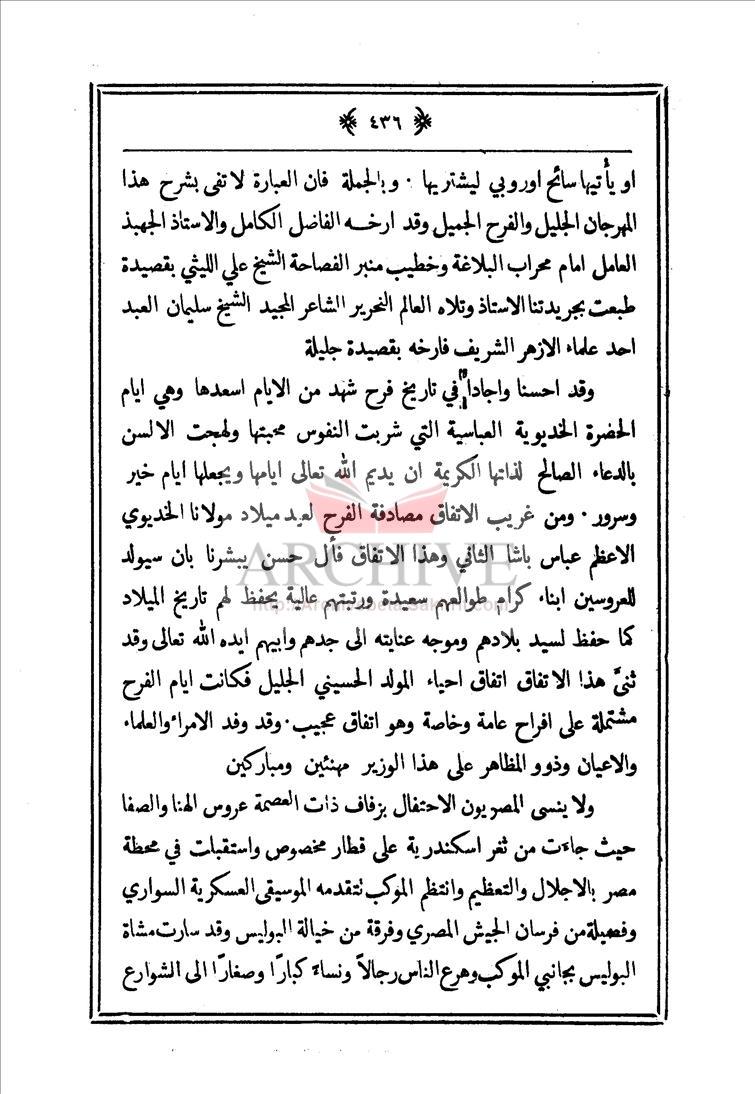 ﴿ ٤٣٦ ﴾
او يأتيها سائح اوروبي ليشتريها ٠ وبالجملة فان العبارة لا تفى بشرح هذا
المهرجان الجليل والفرح الجميل وقد ارخه الفاضل الكامل والاستاذ الجهبذ
العامل امام محراب البلاغة وخطيب منبر الفصاحة الشيخ علي الليثي بقصيدة
طبعت بجريدتنا الاستاذ وتلاه العالم النحرير الشاعر المجيد الشيخ سليمان العبد
احد علماء الازهر الشريف فارخه بقصيدة جليلة
وقد احسنا واجادا في تاريخ فرح شهد من الايام اسعدها وهي ايام
الحضرة الخديوية العباسية التي شربت النفوس محبتها ولهجت الالسن
بالدعاء الصالح لذاتها الكريمة ان يديم الله تعالى ايامها ويجعلها ايام خير
وسرور ٠ ومن غريب الاتفاق مصادفة الفرح لعيد ميلاد مولانا الخديوي
الاعظم عباس باشا الثاني وهذا الاتفاق فأل حسن يبشرنا بان سيولد
ARCHIVE
للعروسين ابناء كرام طوالعهم سعيدة ورتبتهم عالية يحفظ لهم تاريخ الميلاد
كما حفظ لسيد بلادهم وموجه عنايته الى جدهم وابيهم ايده الله تعالى وقد
ثنىَّ هذا الاتفاق اتفاق احياء المولد الحسيني الجليل فكانت ايام الفرح
مشتملة على افراح عامة وخاصة وهو اتفاق عجيب ٠ وقد وفد الامراء والعلماء
والاعيان وذوو المظاهر على هذا الوزير مهنئين ومباركين
ولا ينسى المصريون الاحتفال بزفاف ذات العصمة عروس الهنا والصفا
حيث جاءت من ثغر اسكندرية على قطار مخصوص واستقبلت في محطة
مصر بالاجلال والتعظيم وانتظم الموكب تتقدمه الموسيقى العسكرية السواري
وفصيلة من فرسان الجيش المصري وفرقة من خيالة البوليس وقد سارت مشاة
البوليس بجانبي الموكب وهرع الناس رجالاً ونساءً كبارًا وصغارًا الى الشوارع